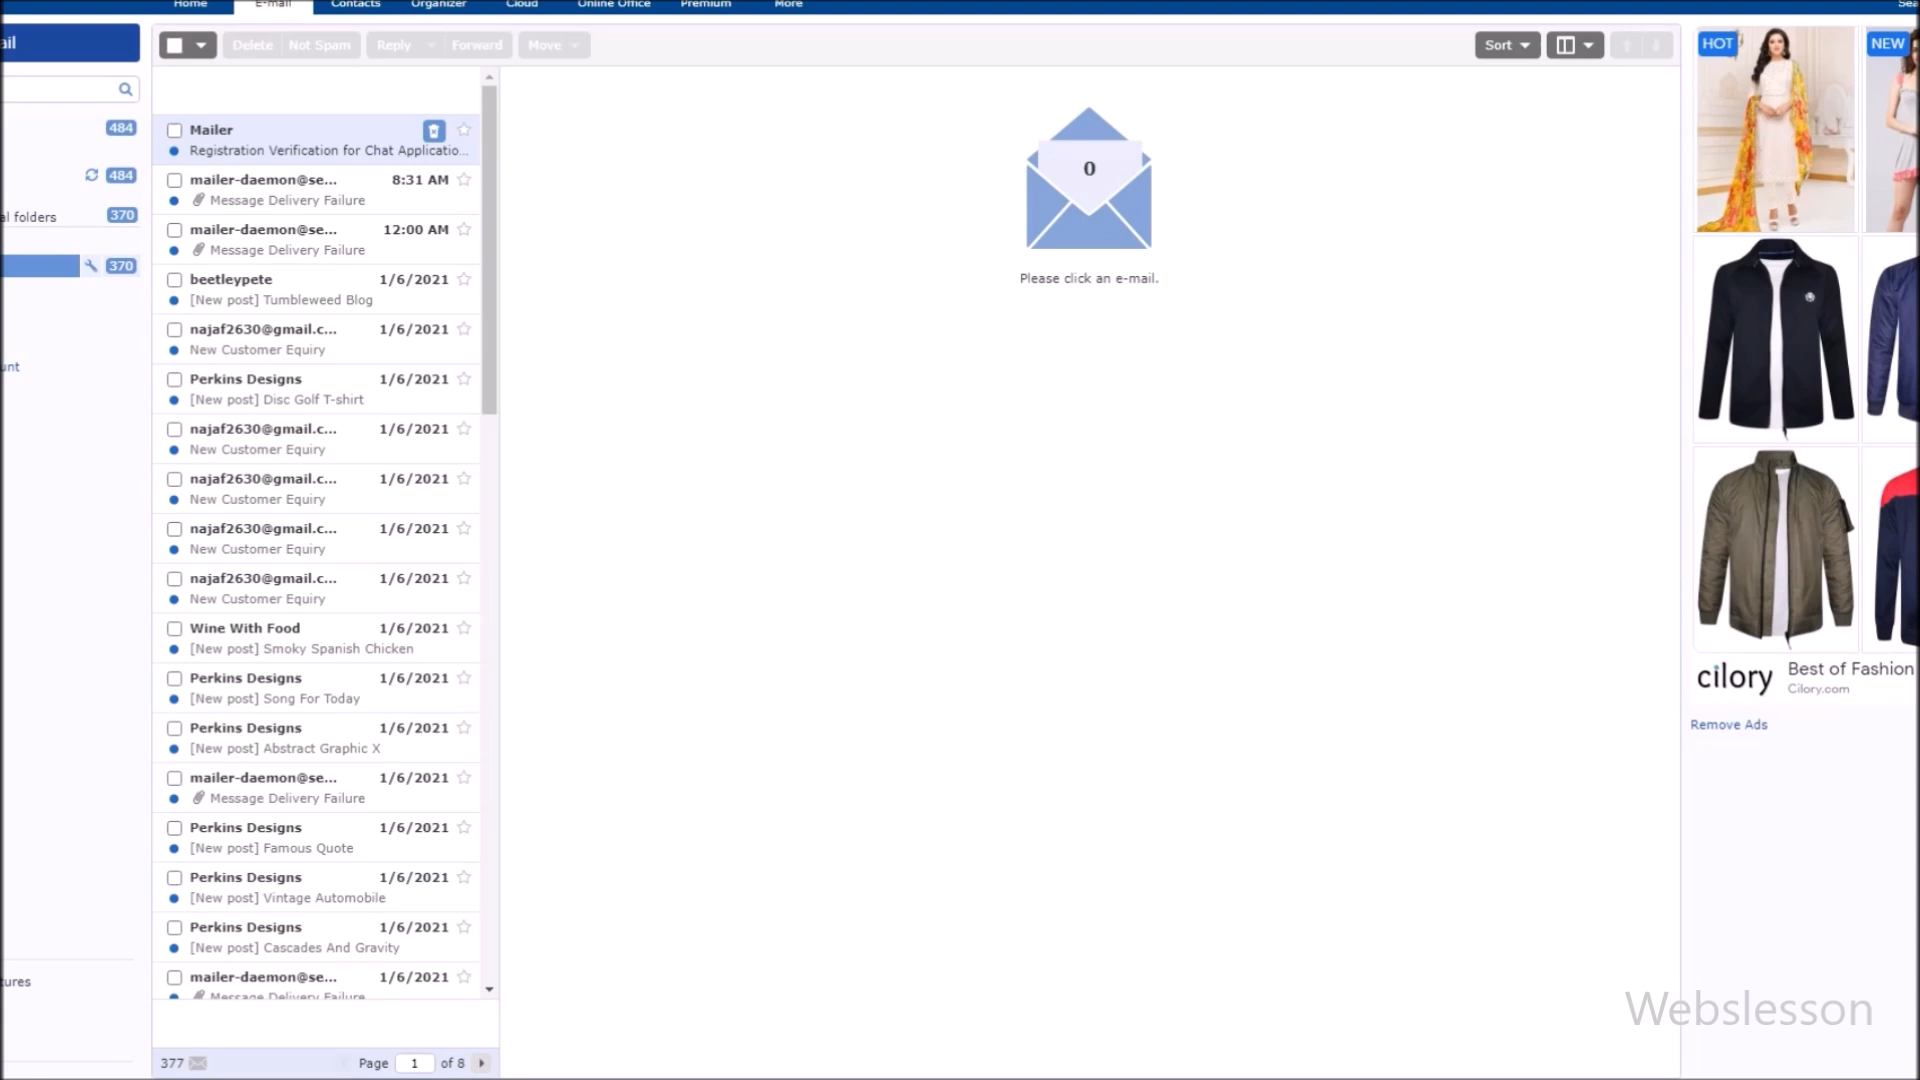 Home E-mail Contacts Organizer Cloud Online Office Premium More Sea
ail
Delete Not Spam Reply Forward Move Sort
484
484
al folders 370
370
unt
tures
Mailer
Registration Verification for Chat Applicatio...
mailer-daemon@se... 8:31 AM
Message Delivery Failure
mailer-daemon@se... 12:00 AM
Message Delivery Failure
beetleypete 1/6/2021
[New post] Tumbleweed Blog
najaf2630@gmail.c... 1/6/2021
New Customer Equiry
Perkins Designs 1/6/2021
[New post] Disc Golf T-shirt
najaf2630@gmail.c... 1/6/2021
New Customer Equiry
najaf2630@gmail.c... 1/6/2021
New Customer Equiry
najaf2630@gmail.c... 1/6/2021
New Customer Equiry
najaf2630@gmail.c... 1/6/2021
New Customer Equiry
Wine With Food 1/6/2021
[New post] Smoky Spanish Chicken
Perkins Designs 1/6/2021
[New post] Song For Today
Perkins Designs 1/6/2021
[New post] Abstract Graphic X
mailer-daemon@se... 1/6/2021
Message Delivery Failure
Perkins Designs 1/6/2021
[New post] Famous Quote
Perkins Designs 1/6/2021
[New post] Vintage Automobile
Perkins Designs 1/6/2021
[New post] Cascades And Gravity
mailer-daemon@se... 1/6/2021
Message Delivery Failure
377 Page 1 of 8
0
Please click an e-mail.
HOT NEW
cilory Best of Fashion
Cilory.com
Remove Ads
Webslesson